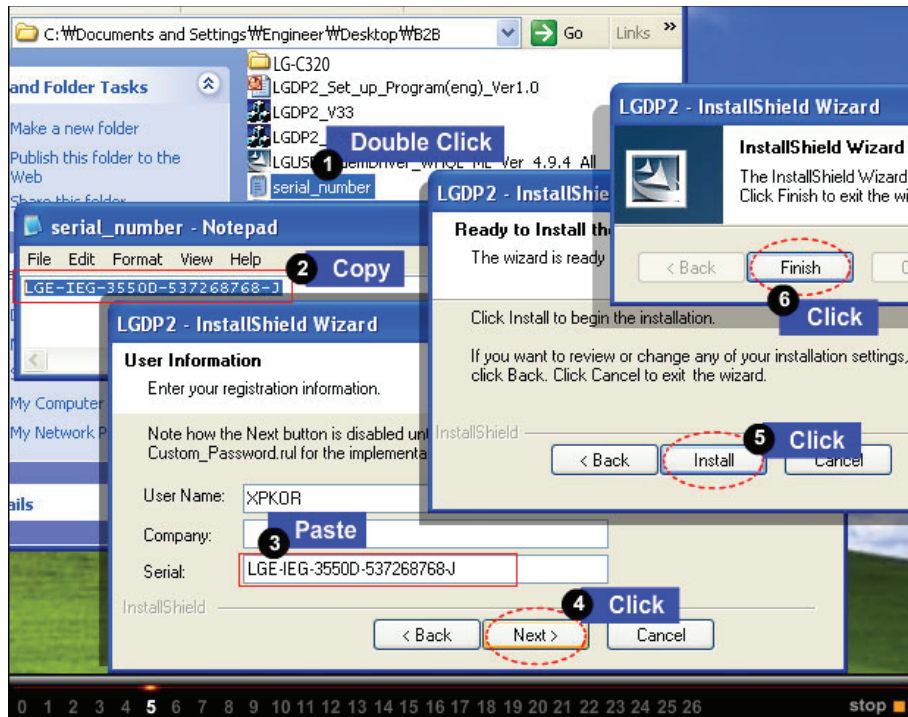 C:₩Documents and Settings₩Engineer₩Desktop₩B2B
Go
Links »
and Folder Tasks
Make a new folder
Publish this folder to the
Web
Share this folder
LG-C320
LGDP2_Set_up_Program(eng)_Ver1.0
LGDP2_V33
LGDP2_
1 Double Click
Driver_WHQL_ML_Ver_4.9.4_All
serial_number
serial_number - Notepad
File Edit Format View Help
2 Copy
LGE-IEG-3550D-537268768-J
My Computer
My Network P
ails
LGDP2 - InstallShield Wizard
User Information
Enter your registration information.
Note how the Next button is disabled unt
Custom_Password.rul for the implementa
User Name:
XPKOR
Company:
3 Paste
Serial:
LGE-IEG-3550D-537268768-J
InstallShield
< Back
Next >
Cancel
4 Click
LGDP2 - InstallShie
Ready to Install th
The wizard is ready
Click Install to begin the installation.
If you want to review or change any of your installation settings,
click Back. Click Cancel to exit the wizard.
InstallShield
< Back
Install
Cancel
5 Click
LGDP2 - InstallShield Wizard
InstallShield Wizard
The InstallShield Wizard
Click Finish to exit the wi
< Back
Finish
C
6 Click
0 1 2 3 4 5 6 7 8 9 10 11 12 13 14 15 16 17 18 19 20 21 22 23 24 25 26
stop